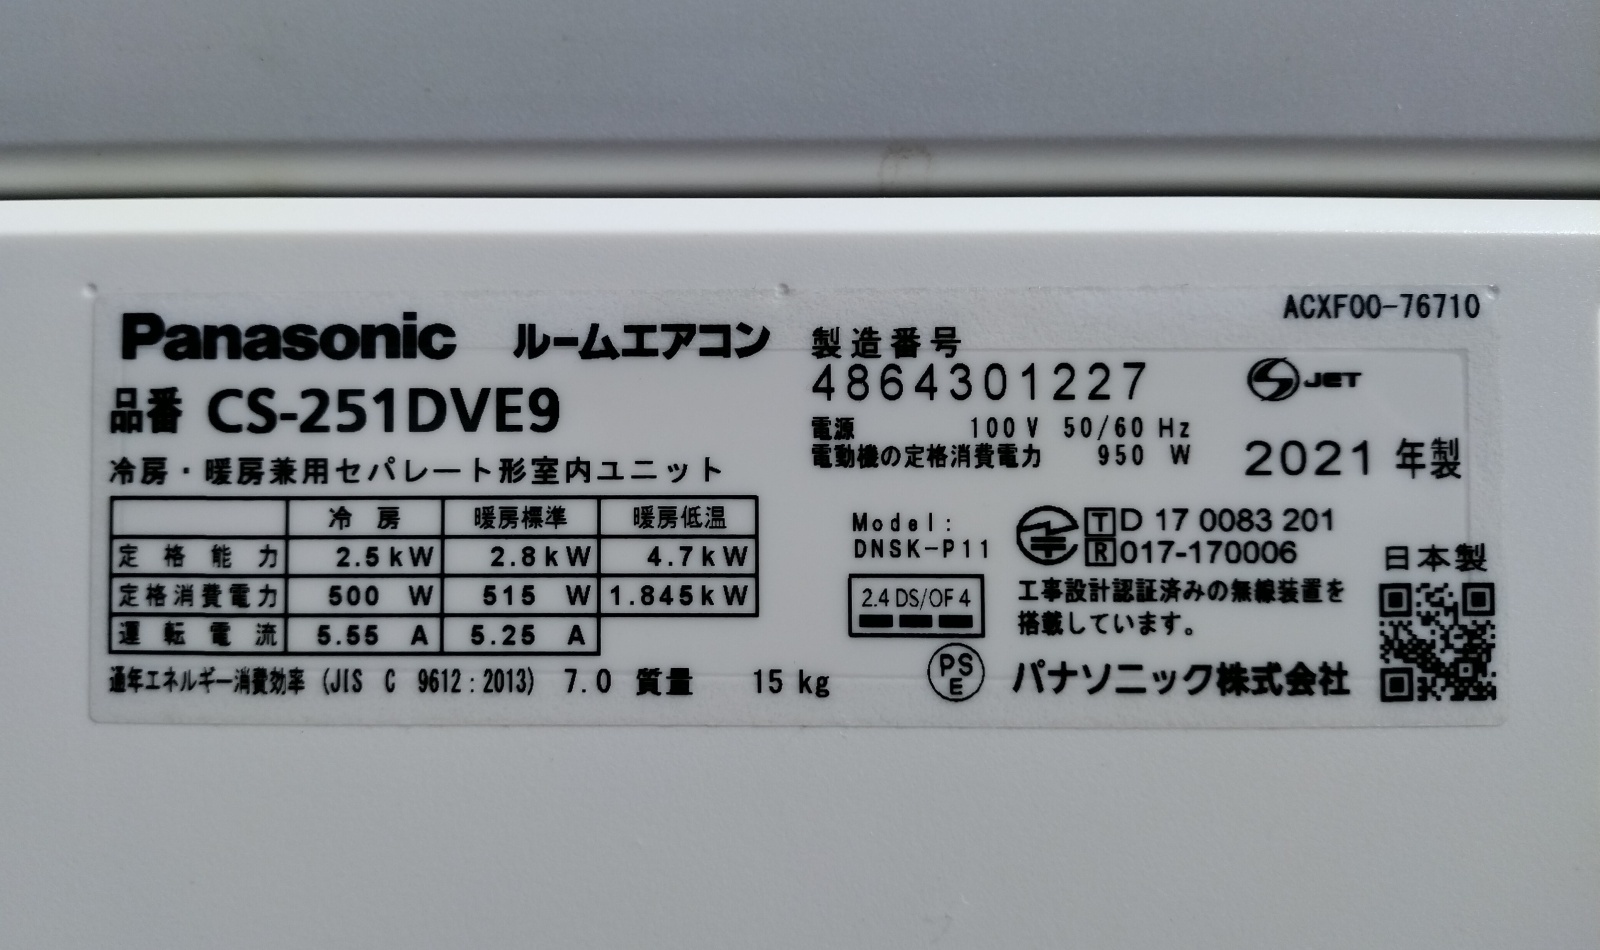 ACXF00-76710
Panasonic ルームエアコン
品番 CS-251DVE9
冷房・暖房兼用セパレート形室内ユニット
冷房 暖房標準 暖房低温
定格能力 2.5kW 2.8kW 4.7kW
定格消費電力 500 W 515 W 1.845kW
運転電流 5.55 A 5.25 A
通年エネルギー消費効率 (JIS C 9612:2013) 7.0 質量 15 kg
製造番号
4864301227
電源 100 V 50/60 Hz
電動機の定格消費電力 950 W
JET
2021 年製
Model:
DNSK-P11
2.4 DS/OF 4
T D 17 0083 201
R 017-170006
工事設計認証済みの無線装置を
搭載しています。
日本製
PS
E
パナソニック株式会社